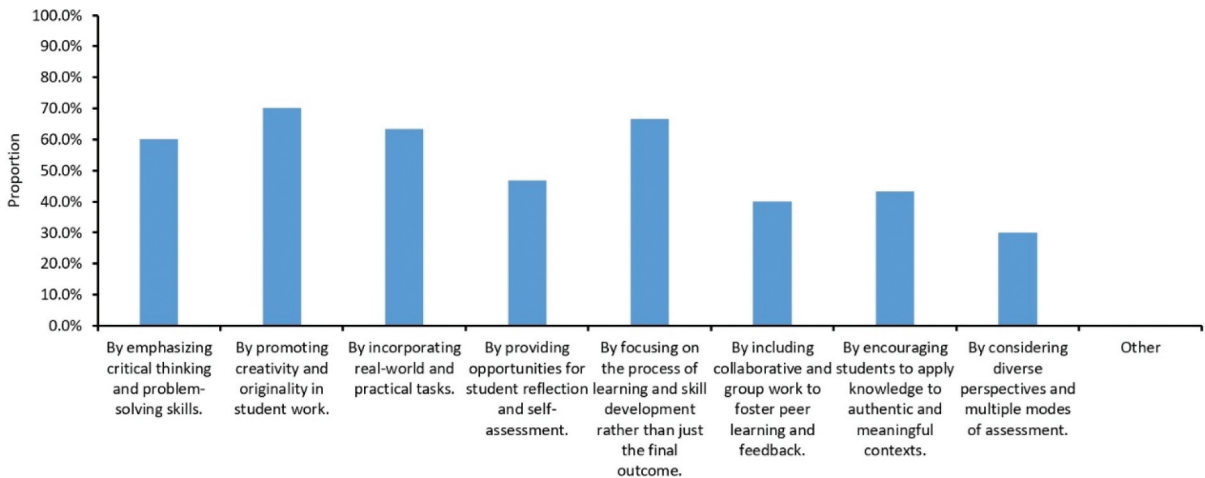 100.0%
90.0%
80.0%
70.0%
60.0%
50.0%
40.0%
30.0%
20.0%
10.0%
0.0%
Proportion
By emphasizing
critical thinking
and problem-
solving skills.
By promoting
creativity and
originality in
student work.
By incorporating
real-world and
practical tasks.
By providing
opportunities for
student reflection
and self-
assessment.
By focusing on
the process of
learning and skill
development
rather than just
the final
outcome.
By including
collaborative and
group work to
foster peer
learning and
feedback.
By encouraging
students to apply
knowledge to
authentic and
meaningful
contexts.
By considering
diverse
perspectives and
multiple modes
of assessment.
Other